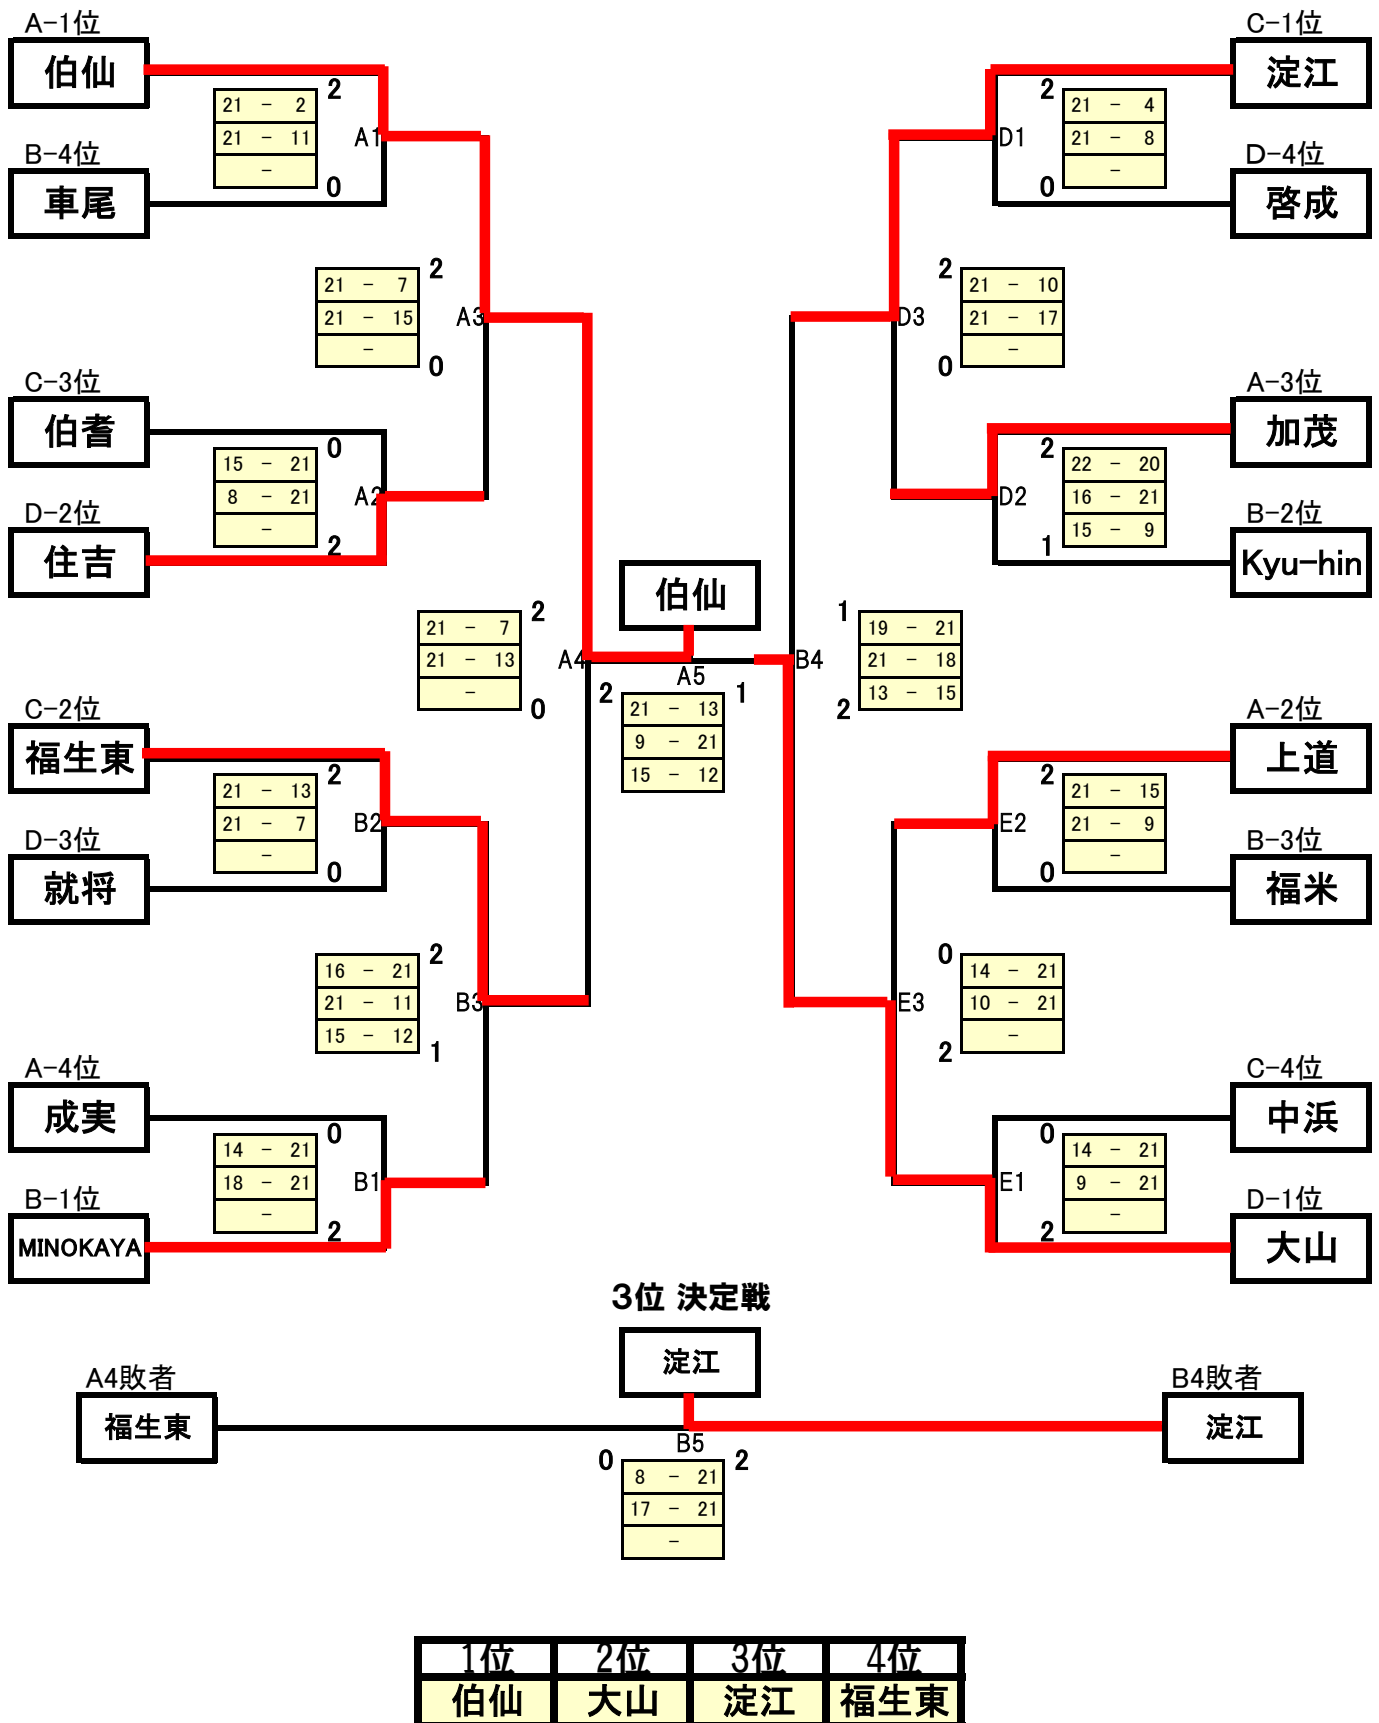 A-1位
伯仙
2
21 - 2
21 - 11
-
A1
0
B-4位
車尾
2
21 - 7
21 - 15
-
A3
0
C-3位
伯耆
0
15 - 21
8 - 21
-
A2
2
D-2位
住吉
2
21 - 7
21 - 13
-
A4
0
C-2位
福生東
2
21 - 13
21 - 7
-
B2
0
D-3位
就将
2
16 - 21
21 - 11
15 - 12
B3
1
A-4位
成実
0
14 - 21
18 - 21
-
B1
2
B-1位
MINOKAYA
伯仙
A5
2
1
21 - 13
9 - 21
15 - 12
C-1位
淀江
2
21 - 4
21 - 8
-
D1
0
D-4位
啓成
2
21 - 10
21 - 17
-
D3
0
A-3位
加茂
2
22 - 20
16 - 21
15 - 9
D2
1
B-2位
Kyu-hin
1
19 - 21
21 - 18
13 - 15
B4
2
A-2位
上道
2
21 - 15
21 - 9
-
E2
0
B-3位
福米
0
14 - 21
10 - 21
-
E3
2
C-4位
中浜
0
14 - 21
9 - 21
-
E1
2
D-1位
大山
3位 決定戦
淀江
A4敗者
福生東
B4敗者
淀江
B5
0
2
8 - 21
17 - 21
-
1位 2位 3位 4位
伯仙 大山 淀江 福生東